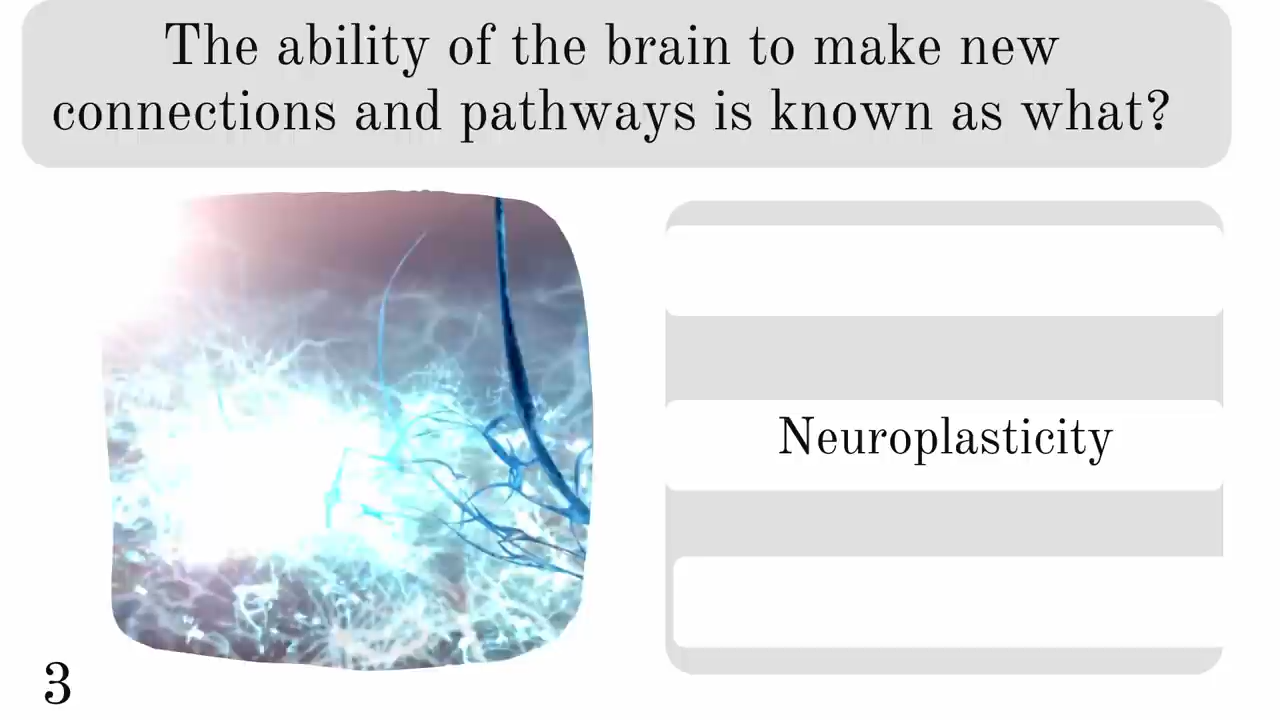 The ability of the brain to make new
connections and pathways is known as what?
Neuroplasticity
3